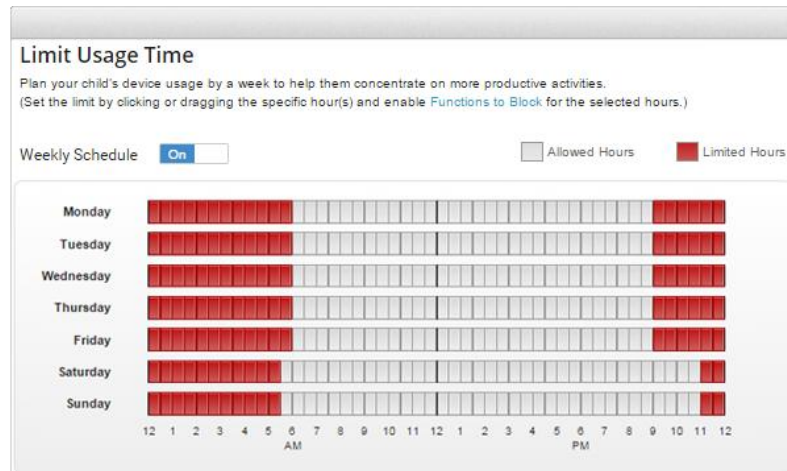 Limit Usage Time
Plan your child's device usage by a week to help them concentrate on more productive activities.
(Set the limit by clicking or dragging the specific hour(s) and enable Functions to Block for the selected hours.)
Weekly Schedule On Allowed Hours Limited Hours
Monday
Tuesday
Wednesday
Thursday
Friday
Saturday
Sunday
12 1 2 3 4 5 6 7 8 9 10 11 12 1 2 3 4 5 6 7 8 9 10 11 12
AM PM